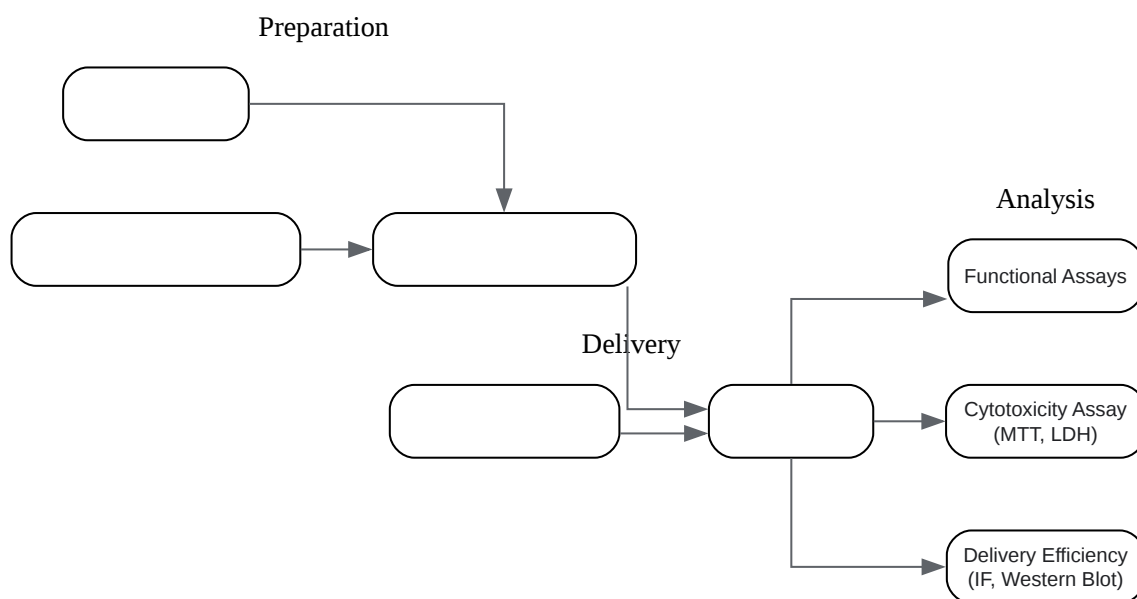 Preparation
Analysis
Functional Assays
Delivery
Cytotoxicity Assay
(MTT, LDH)
Delivery Efficiency
(IF, Western Blot)